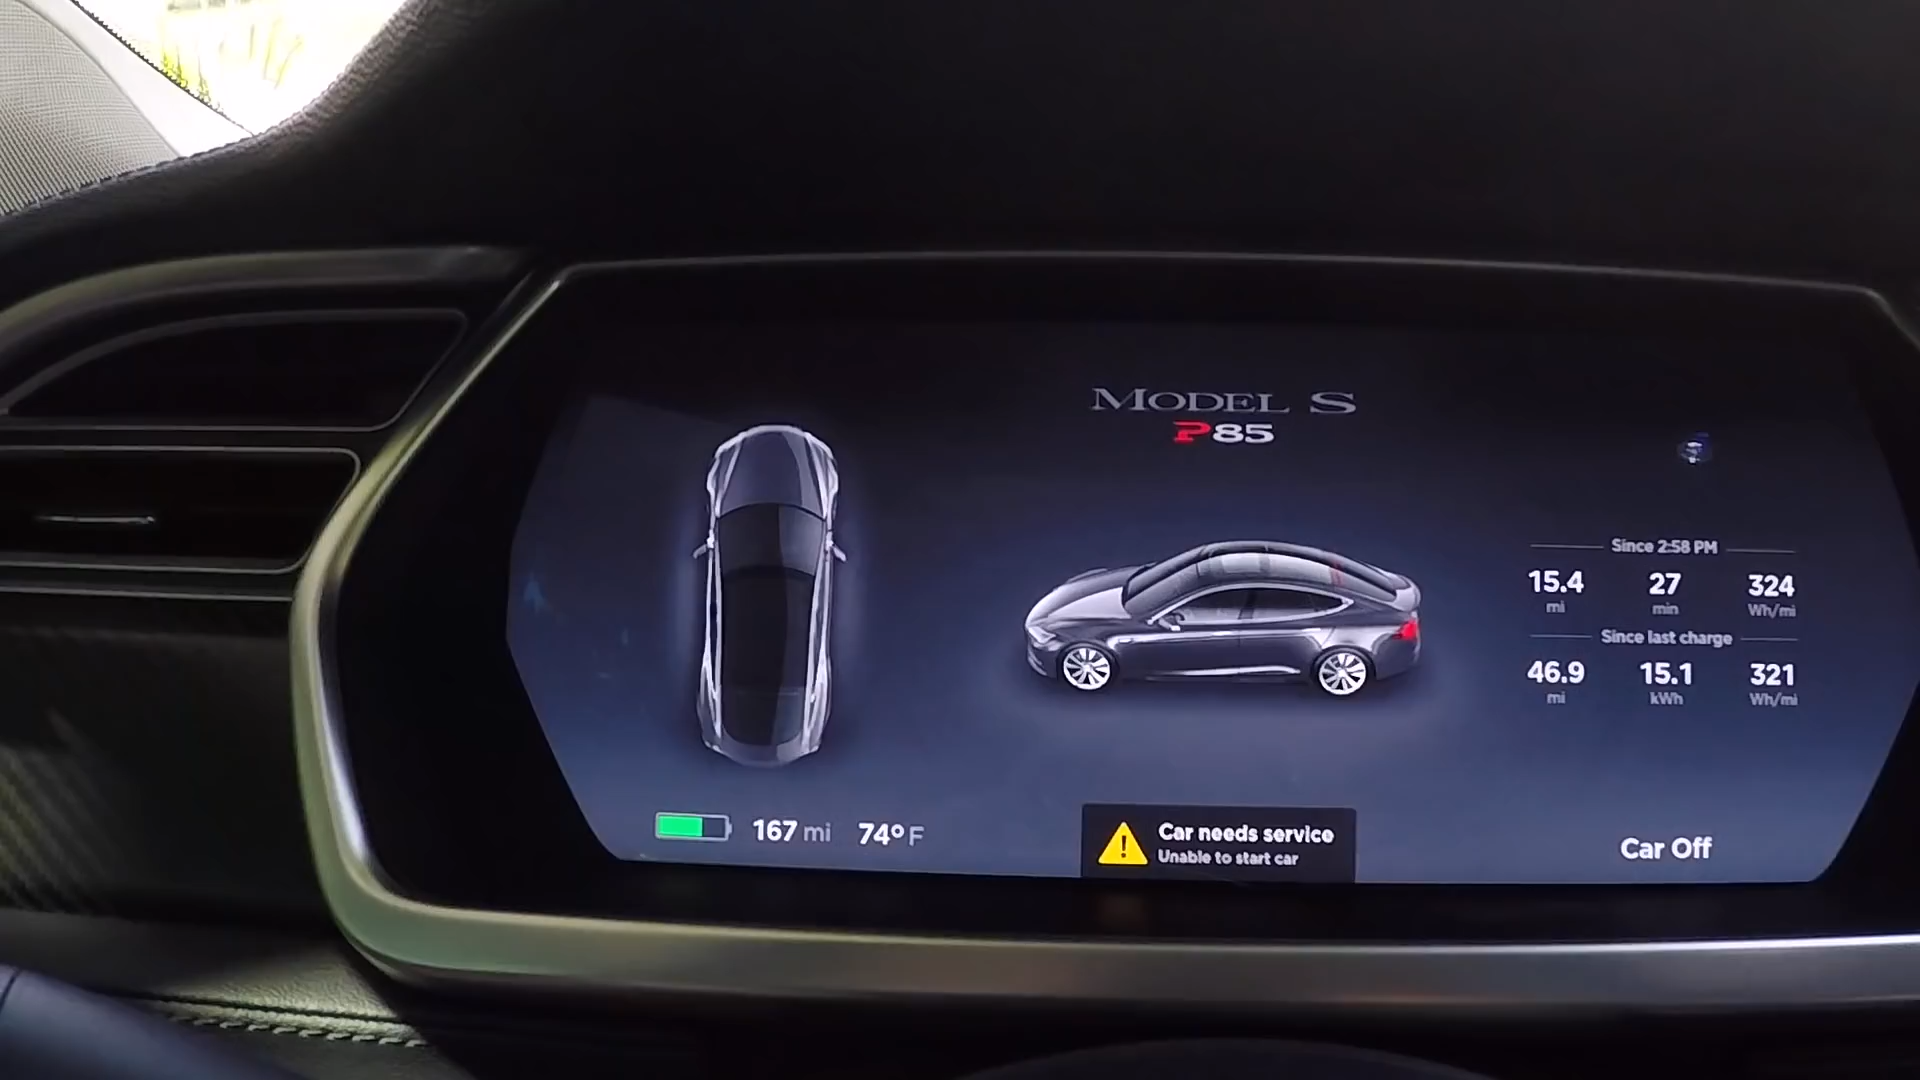 MODEL S
P85
Since 2:58 PM
15.4 27 324
mi min Wh/mi
Since last charge
46.9 15.1 321
mi kWh Wh/mi
167 mi 74°F
Car needs service
Unable to start car
Car Off